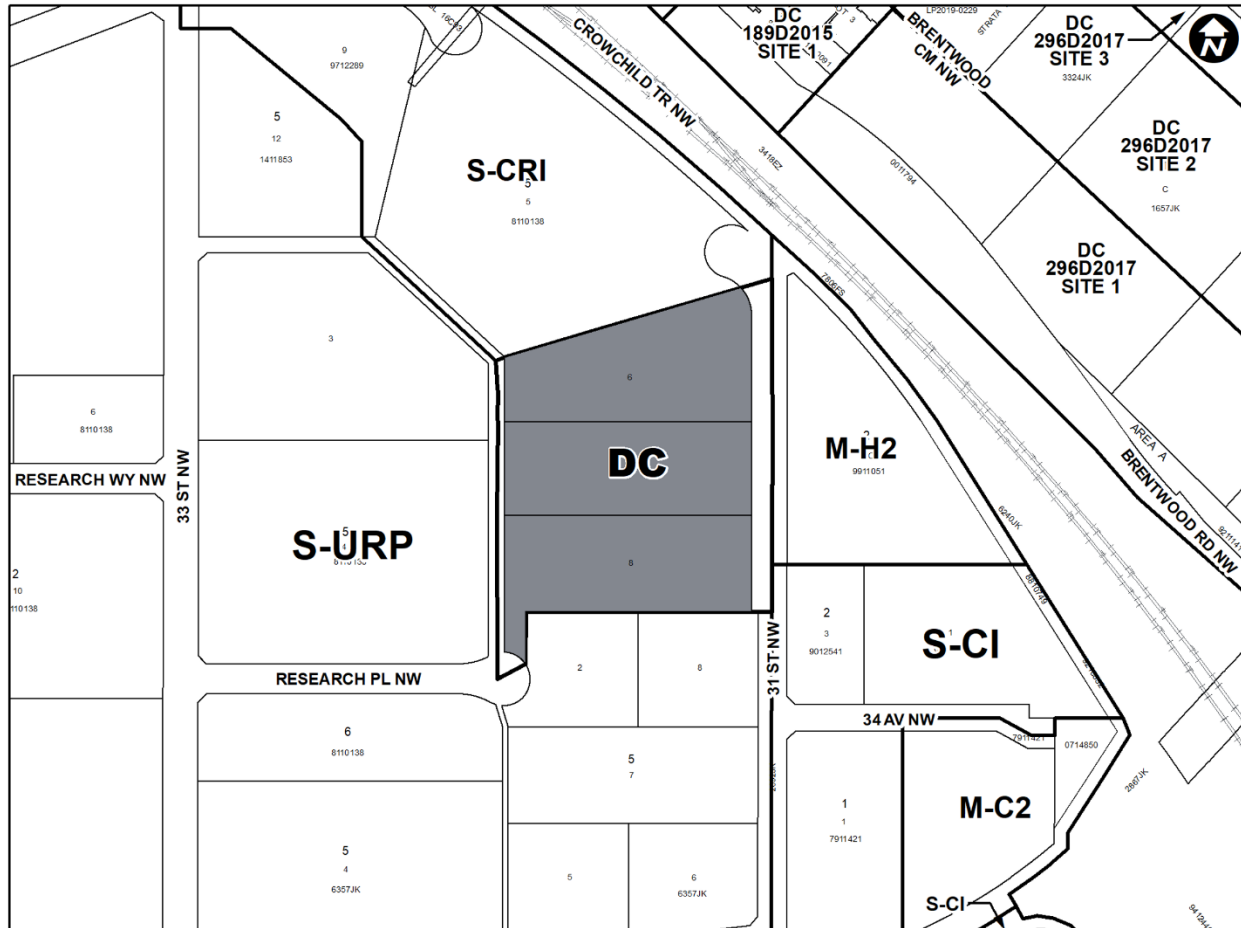 DC
189D2015
SITE 1
LP2019-0229
STRATA
DC
296D2017
SITE 3
3324JK
N
BRENTWOOD
CM NW
CROWCHILD TR NW
9
9712289
5
12
1411853
S-CRI
5
5
8110138
3418EZ
0011794
DC
296D2017
SITE 2
C
1657JK
DC
296D2017
SITE 1
7806FS
3
6
6
8110138
RESEARCH WY NW
33 ST NW
DC
M-H2
9911051
AREA A
BRENTWOOD RD NW
6240JK
S-URP
5
8
2
10
2
3
9012541
S-CI
1
8810749
RESEARCH PL NW
2
8
31 ST NW
34 AV NW
7911421
0714850
2867JK
6
8110138
5
7
M-C2
1
1
7911421
5
4
6357JK
5
6
6357JK
S-CI